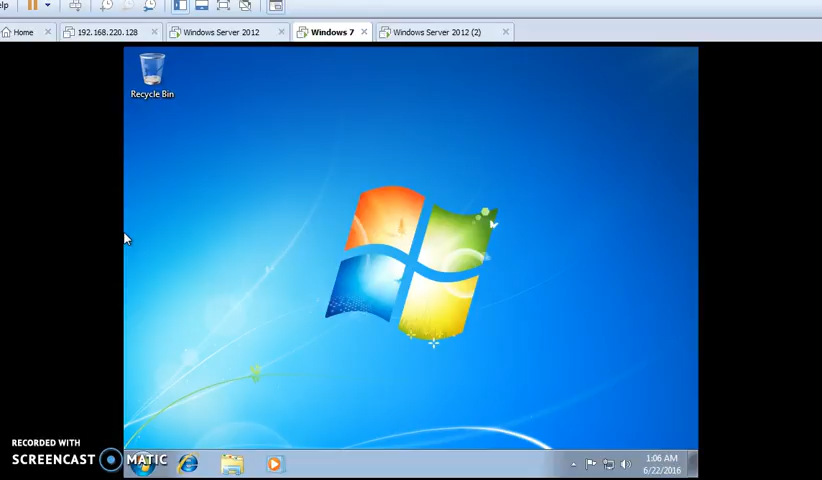 lp
Home
192.168.220.128
Windows Server 2012
Windows 7
Windows Server 2012 (2)
Recycle Bin
RECORDED WITH
SCREENCAST MATIC
1:06 AM
6/22/2016